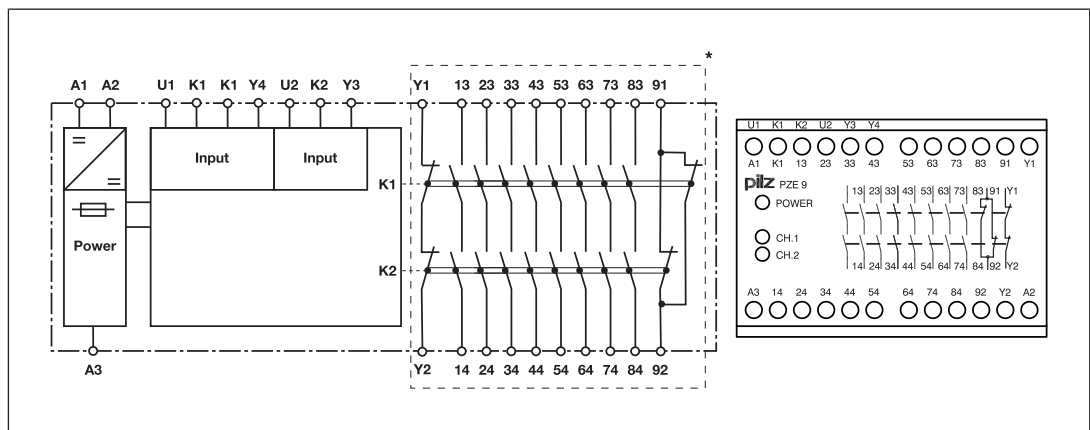 *
A1 A2 U1 K1 K1 Y4 U2 K2 Y3 Y1 13 23 33 43 53 63 73 83 91
= Input Input
=
K1
Power
K2
A3 Y2 14 24 34 44 54 64 74 84 92
U1 K1 K2 U2 Y3 Y4
A1 K1 13 23 33 43 53 63 73 83 91 Y1
pilz PZE 9
POWER
CH.1
CH.2
13 23 33 43 53 63 73 83 91 Y1
14 24 34 44 54 64 74 84 92 Y2
A3 14 24 34 44 54 64 74 84 92 Y2 A2